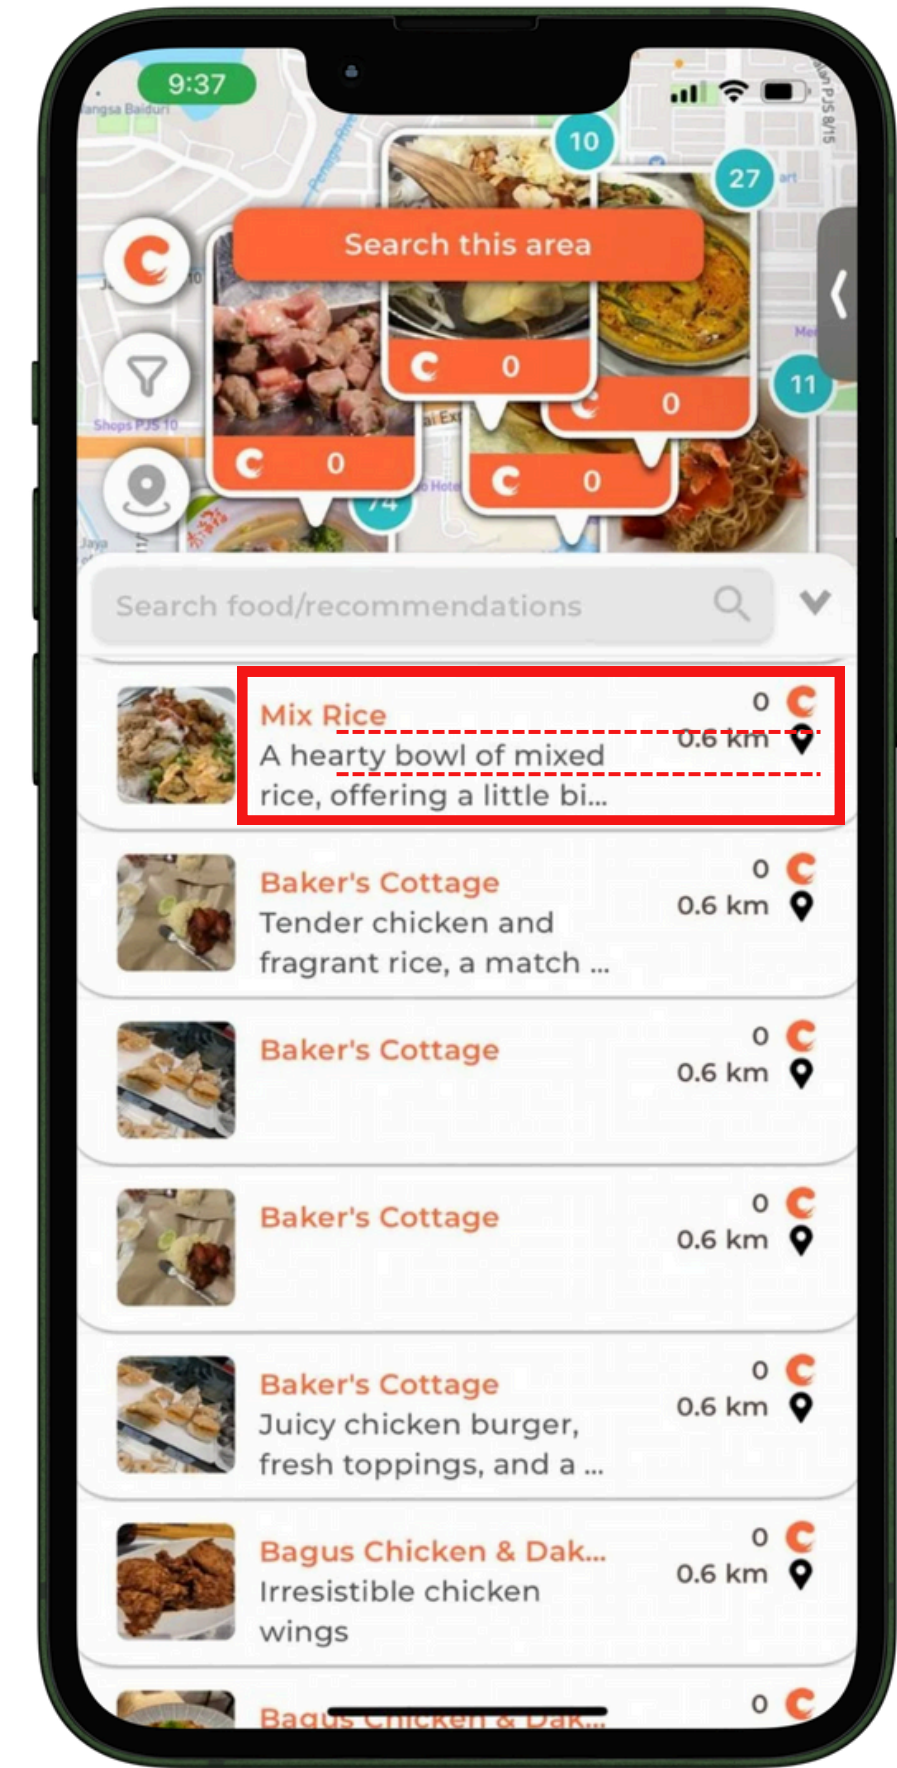 9:37
10
27
Search this area
11
0
0
0
0
Shops PJS 10
74
Search food/recommendations
Mix Rice
0
A hearty bowl of mixed
0.6 km
rice, offering a little bi...
Baker's Cottage
0
Tender chicken and
0.6 km
fragrant rice, a match ...
Baker's Cottage
0
0.6 km
Baker's Cottage
0
0.6 km
Baker's Cottage
0
Juicy chicken burger,
0.6 km
fresh toppings, and a ...
Bagus Chicken & Dak...
0
Irresistible chicken
0.6 km
wings
Bagus Chicken & Dak...
0